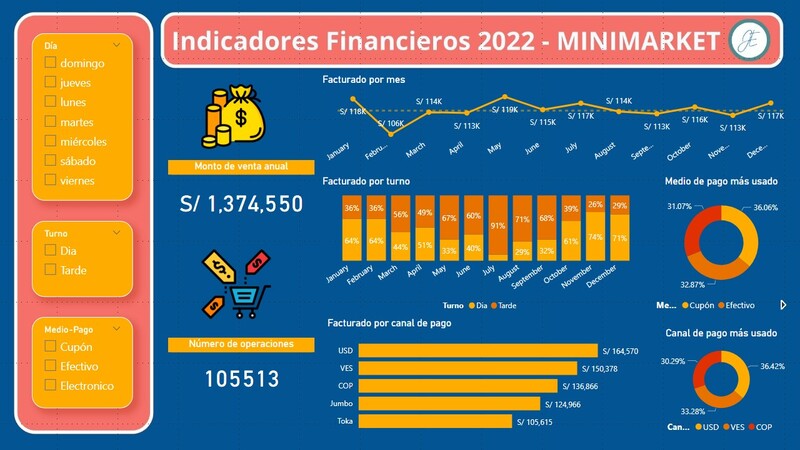 Indicadores Financieros 2022 - MINIMARKET
Día
domingo
jueves
lunes
martes
miércoles
sábado
viernes
Turno
Dia
Tarde
Medio-Pago
Cupón
Efectivo
Electronico
Monto de venta anual
S/ 1,374,550
Número de operaciones
105513
Facturado por mes
S/ 118K
S/ 106K
S/ 114K
S/ 113K
S/ 119K
S/ 115K
S/ 117K
S/ 114K
S/ 113K
S/ 116K
S/ 113K
S/ 117K
January
Febru...
March
April
May
June
July
August
Septe...
October
Nove...
Dece...
Facturado por turno
36% 36% 56% 49% 67% 60% 91% 71% 68% 39% 26% 29%
64% 64% 44% 51% 33% 40% 29% 32% 61% 74% 71%
January
February
March
April
May
June
July
August
September
October
November
December
Turno Dia Tarde
Facturado por canal de pago
USD S/ 164,570
VES S/ 150,378
COP S/ 136,866
Jumbo S/ 124,966
Toka S/ 105,615
Medio de pago más usado
31.07%
36.06%
32.87%
Me... Cupón Efectivo
Canal de pago más usado
30.29%
36.42%
33.28%
Can... USD VES COP